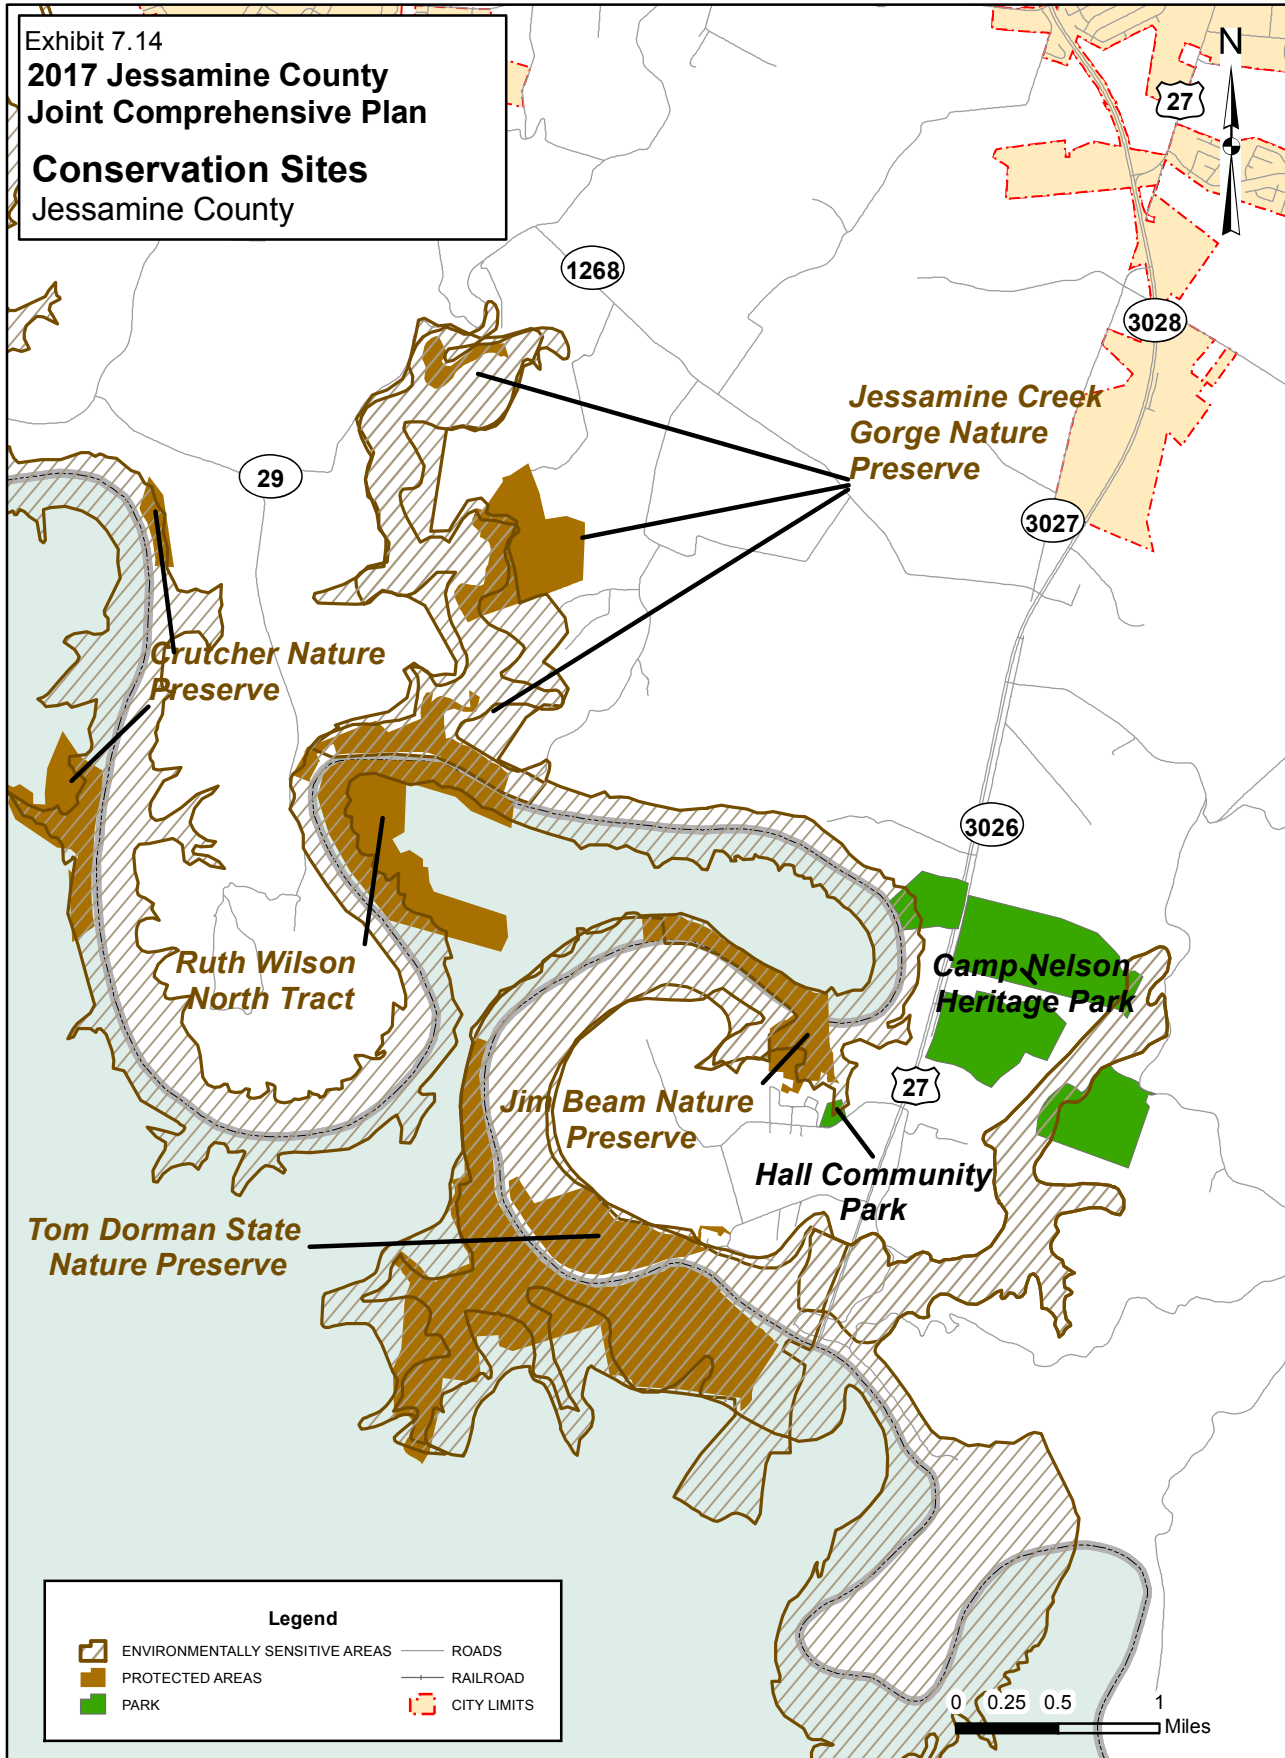 Exhibit 7.14
2017 Jessamine County
Joint Comprehensive Plan
Conservation Sites
Jessamine County
N
27
1268
3028
Jessamine Creek
Gorge Nature
Preserve
29
3027
Crutcher Nature
Preserve
3026
Ruth Wilson
North Tract
Camp Nelson
Heritage Park
27
Jim Beam Nature
Preserve
Hall Community
Park
Tom Dorman State
Nature Preserve
Legend
ENVIRONMENTALLY SENSITIVE AREAS
ROADS
PROTECTED AREAS
RAILROAD
PARK
CITY LIMITS
0 0.25 0.5 1
Miles